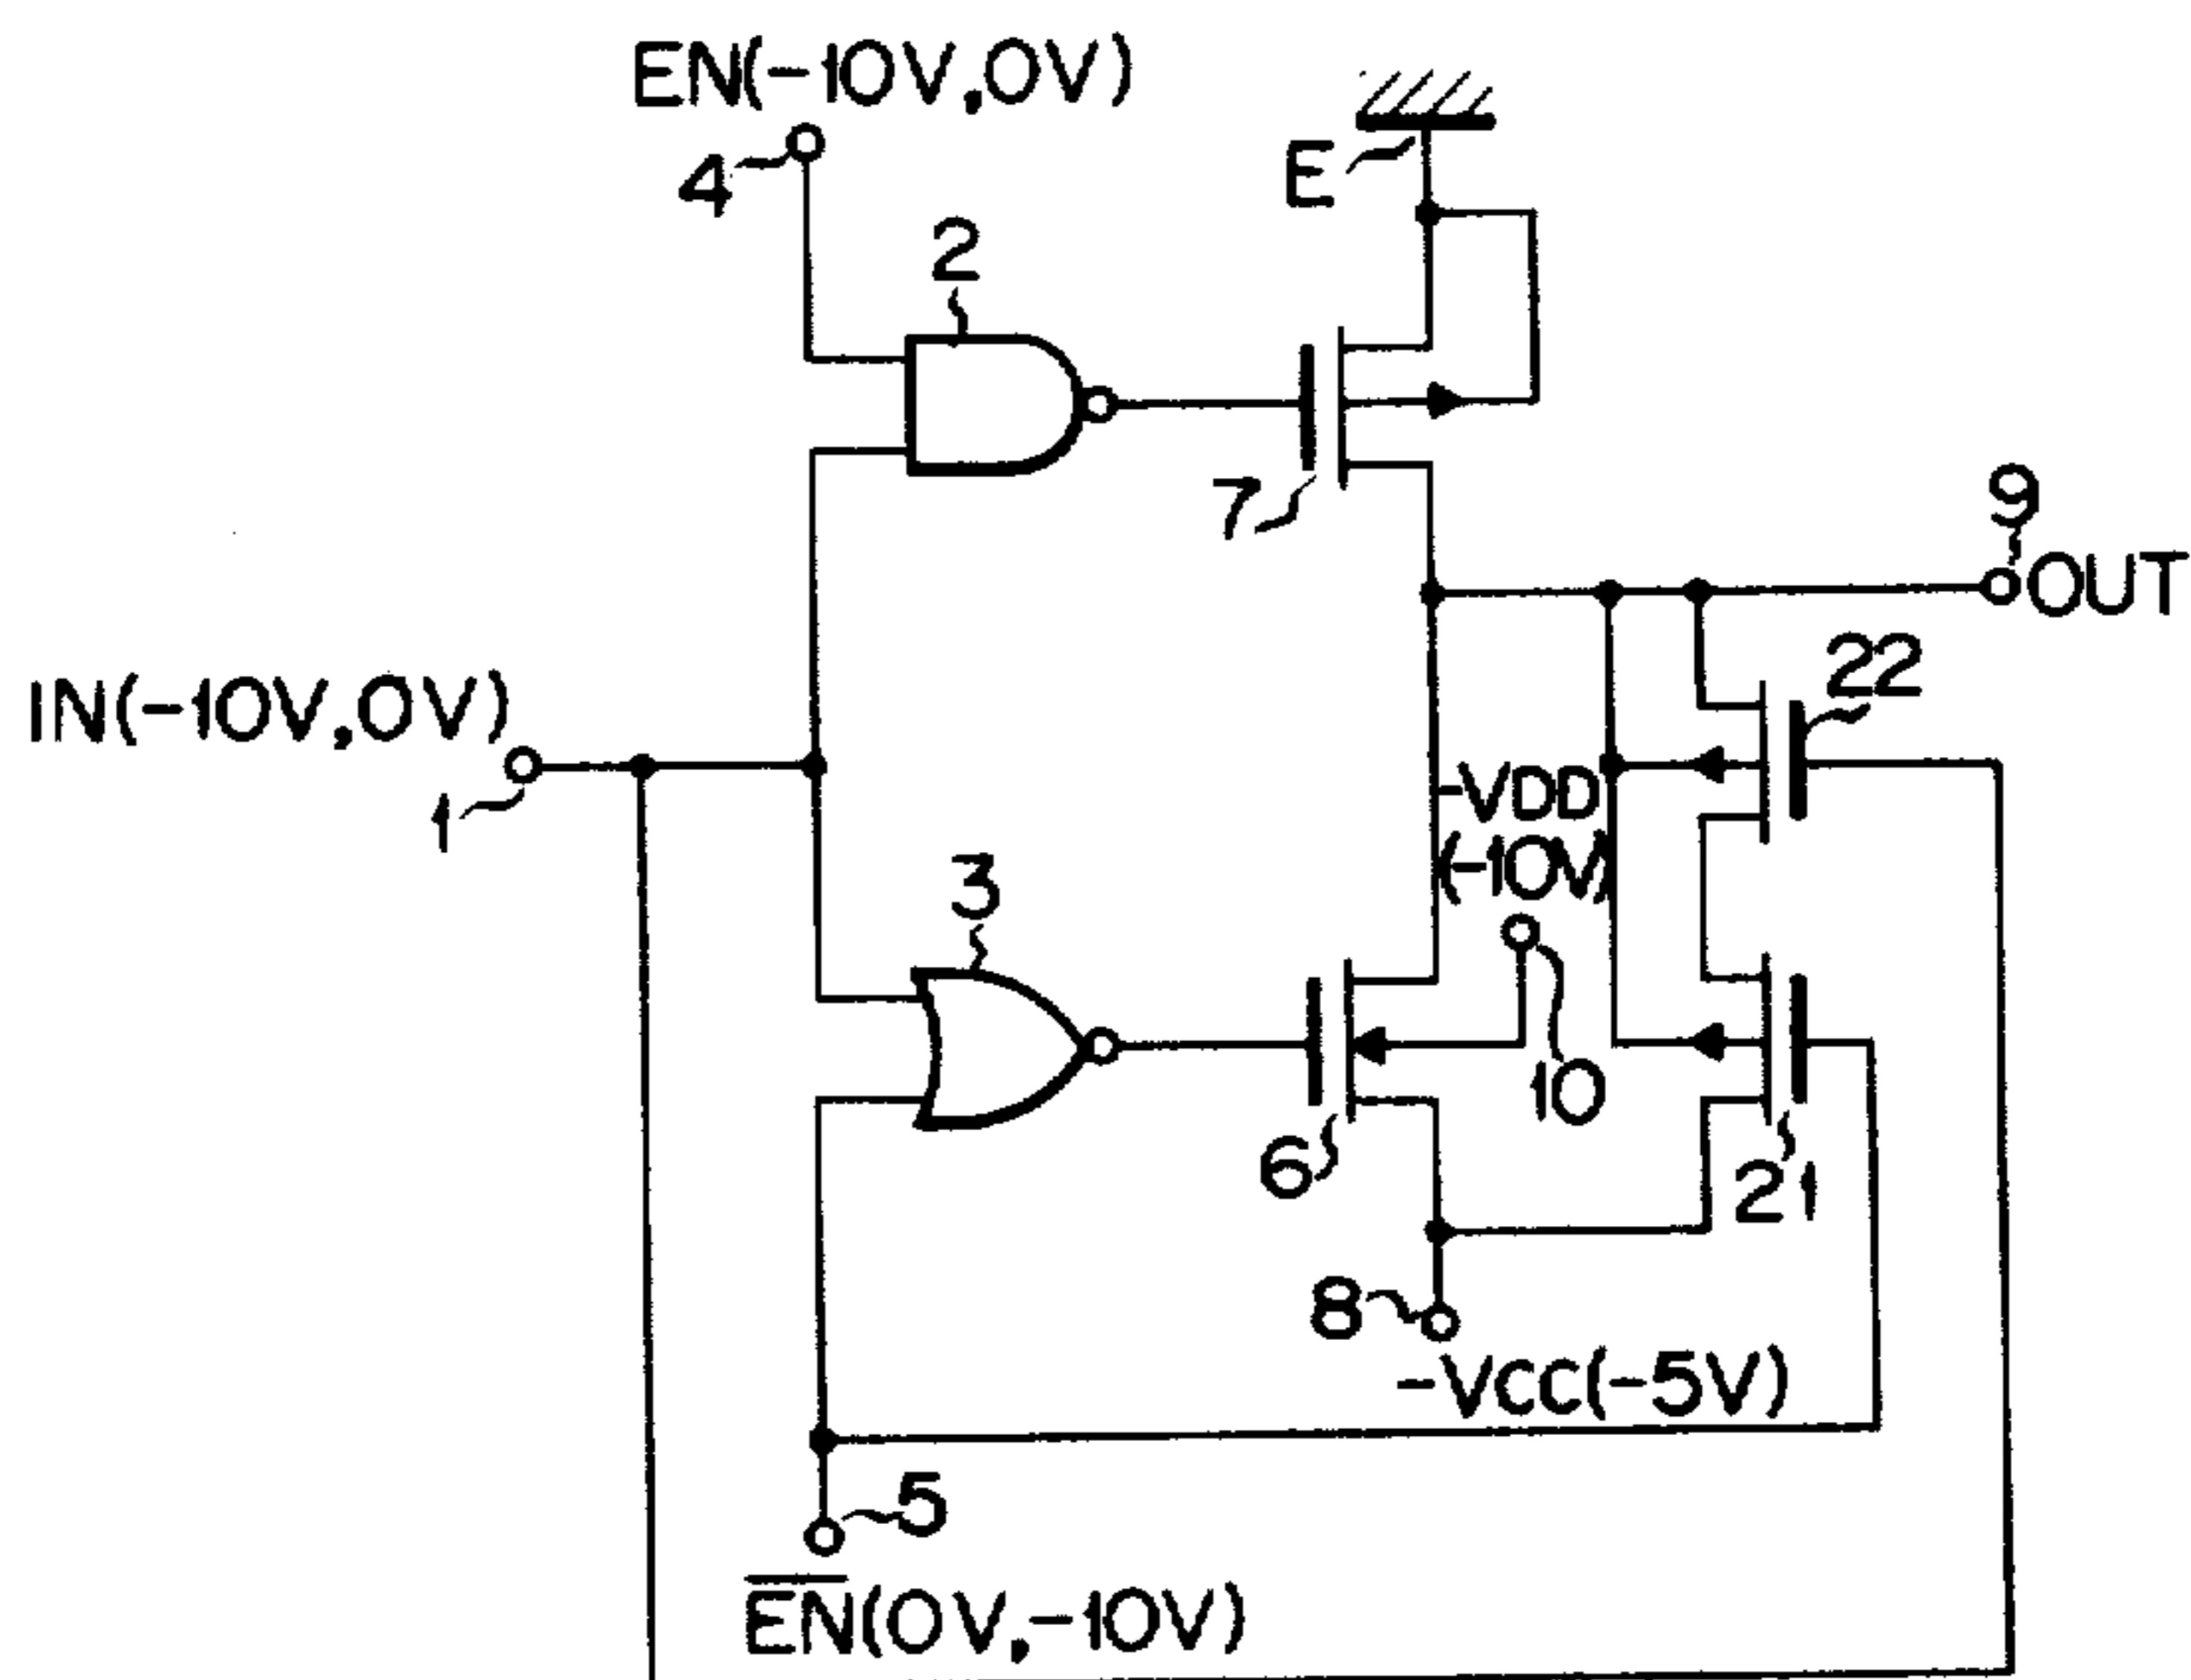 EN(-10V,0V)
4
E
2
7
9
OUT
22
IN(-10V,0V)
1
-VDD
(-10V)
3
10
6
21
8
-VCC(-5V)
5
E̅N̅(0V,-10V)